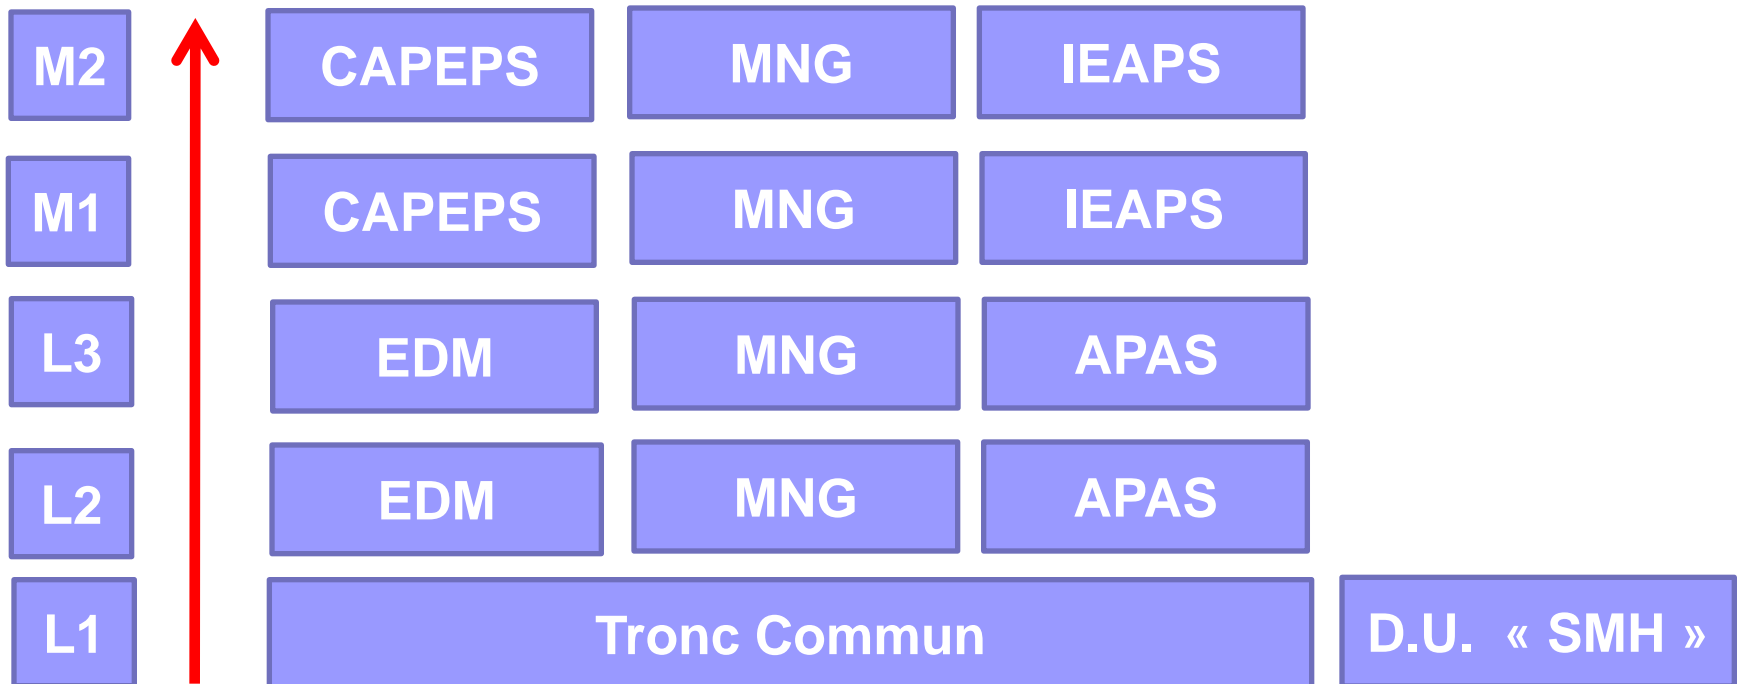 M2 CAPEPS MNG IEAPS
M1 CAPEPS MNG IEAPS
L3 EDM MNG APAS
L2 EDM MNG APAS
L1 Tronc Commun D.U. « SMH »